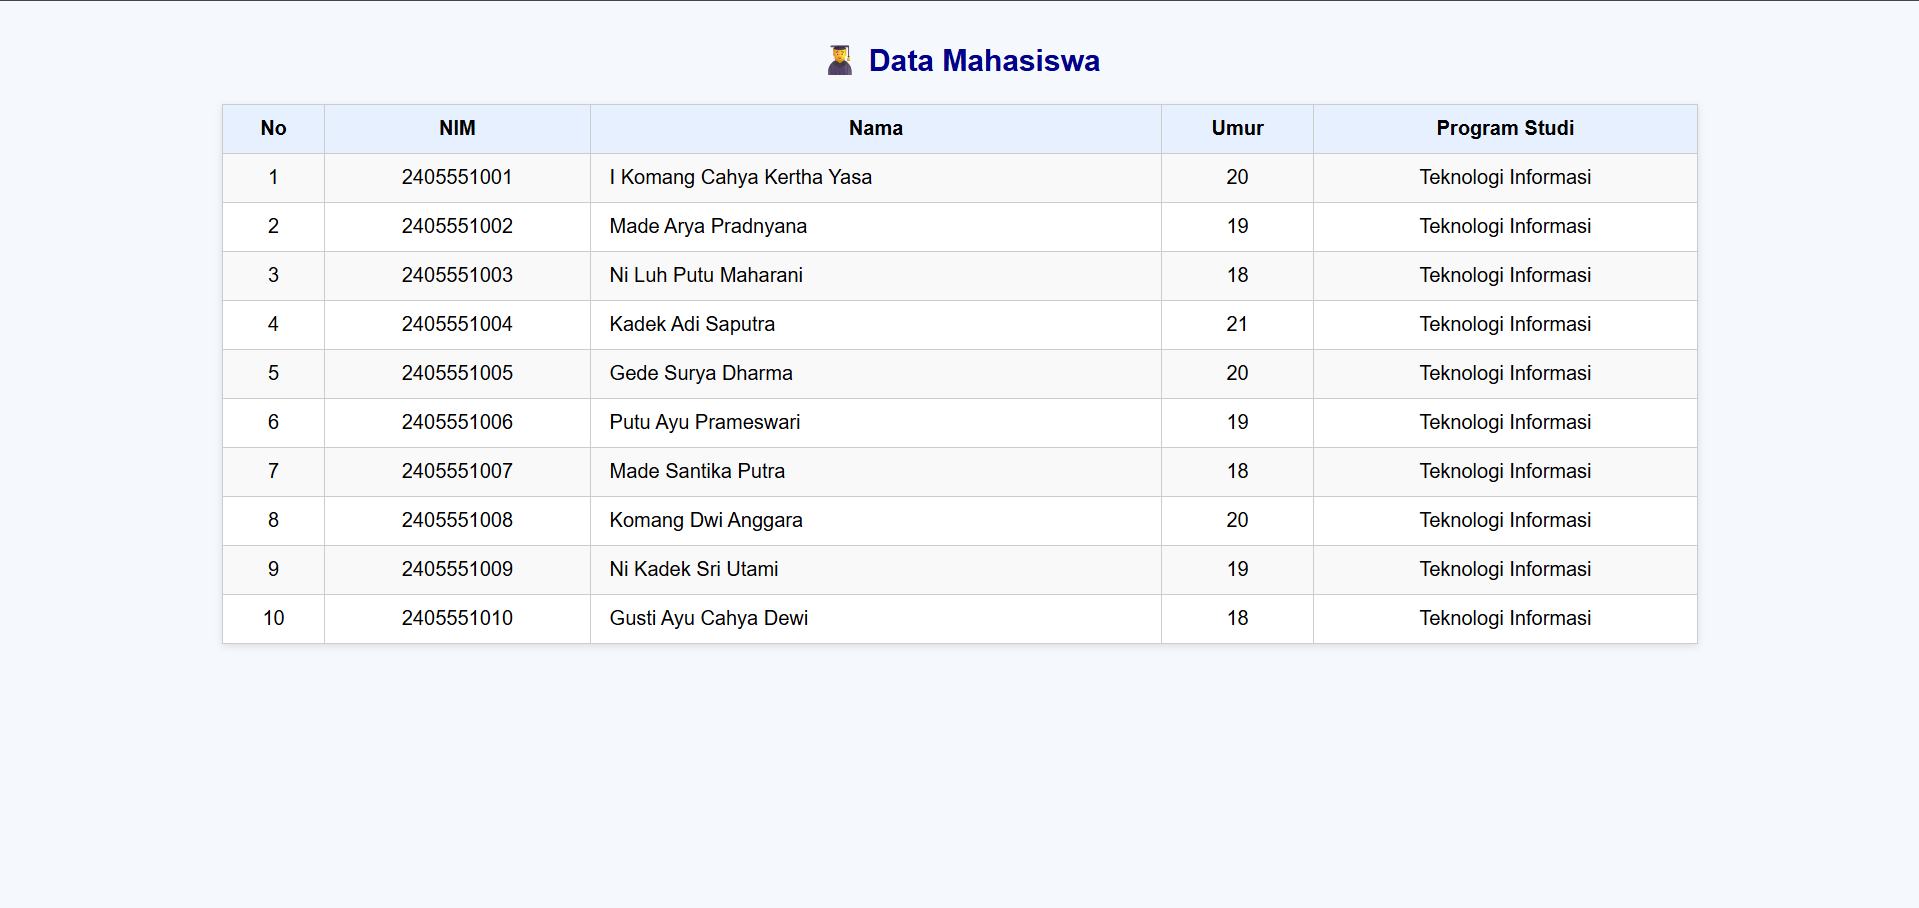 Data Mahasiswa
No NIM Nama Umur Program Studi
1 2405551001 I Komang Cahya Kertha Yasa 20 Teknologi Informasi
2 2405551002 Made Arya Pradnyana 19 Teknologi Informasi
3 2405551003 Ni Luh Putu Maharani 18 Teknologi Informasi
4 2405551004 Kadek Adi Saputra 21 Teknologi Informasi
5 2405551005 Gede Surya Dharma 20 Teknologi Informasi
6 2405551006 Putu Ayu Prameswari 19 Teknologi Informasi
7 2405551007 Made Santika Putra 18 Teknologi Informasi
8 2405551008 Komang Dwi Anggara 20 Teknologi Informasi
9 2405551009 Ni Kadek Sri Utami 19 Teknologi Informasi
10 2405551010 Gusti Ayu Cahya Dewi 18 Teknologi Informasi